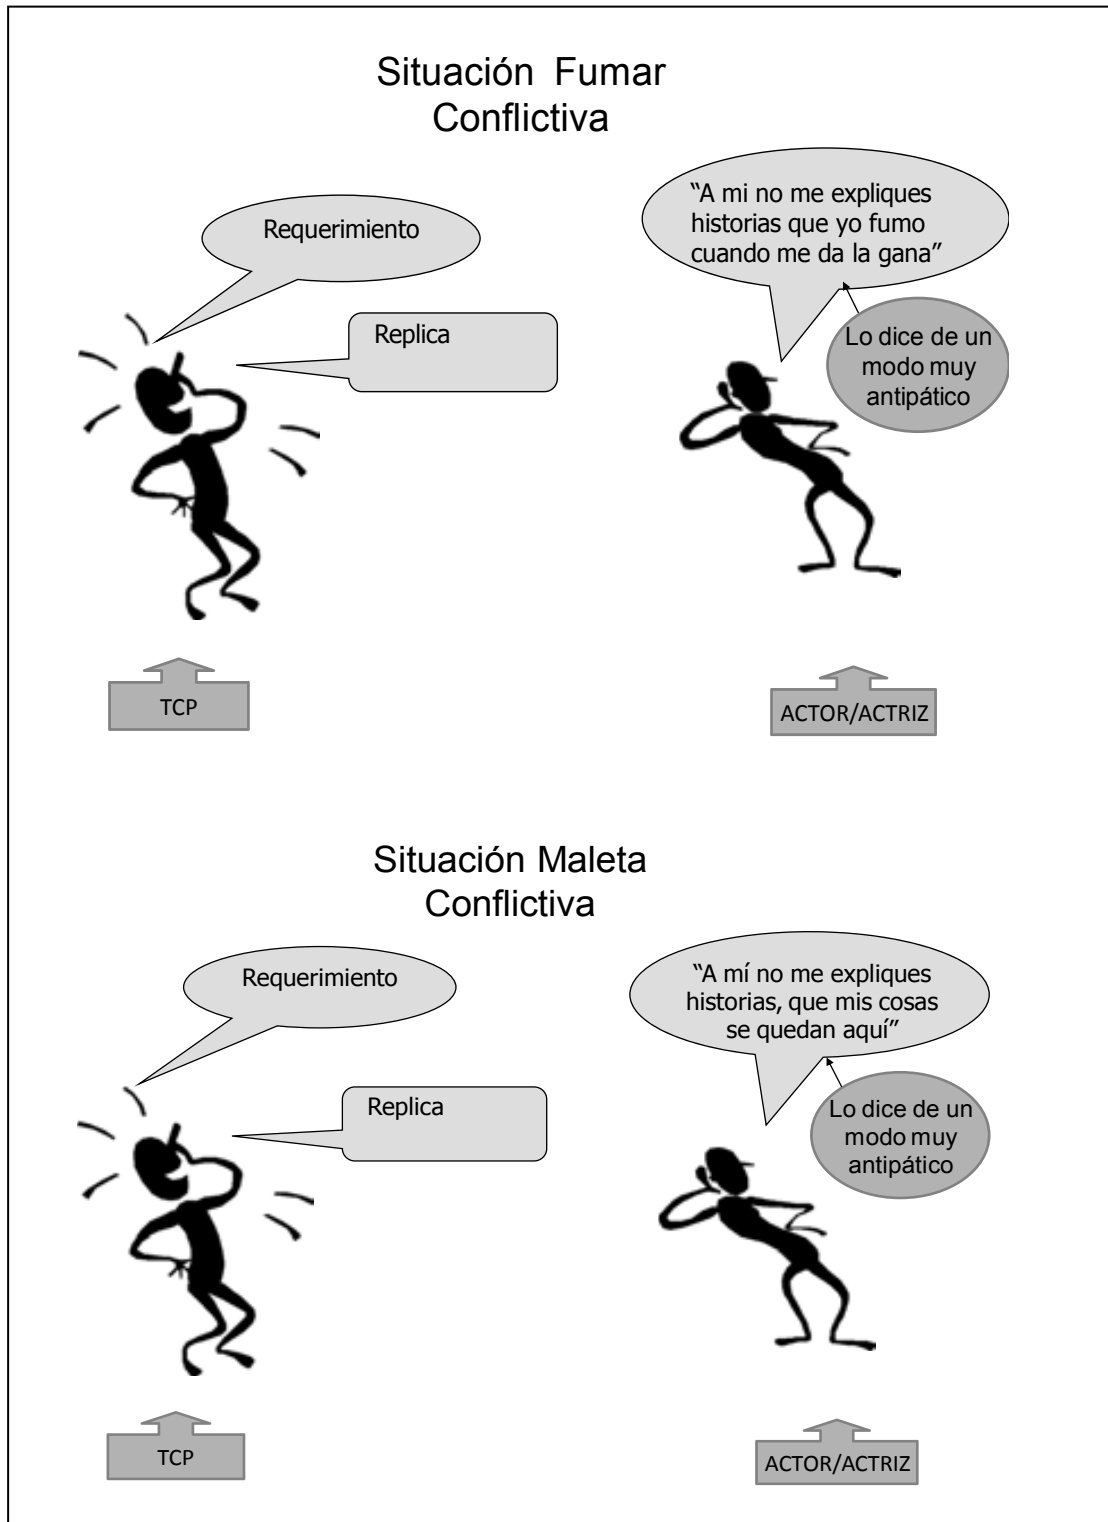 Situación Fumar
Conflictiva
Requerimiento
“A mi no me expliques
historias que yo fumo
cuando me da la gana”
Replica
Lo dice de un
modo muy
antipático
TCP
ACTOR/ACTRIZ
Situación Maleta
Conflictiva
Requerimiento
“A mí no me expliques
historias, que mis cosas
se quedan aquí”
Replica
Lo dice de un
modo muy
antipático
TCP
ACTOR/ACTRIZ